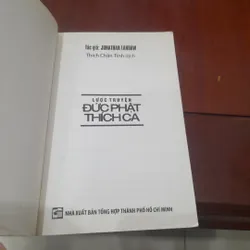 Tác giả: JONATHAN LANDAW
Thích Chân Tính dịch
LƯỢC TRUYỆN
ĐỨC PHẬT
THÍCH CA
NHÀ XUẤT BẢN TỔNG HỢP THÀNH PHỐ HỒ CHÍ MINH